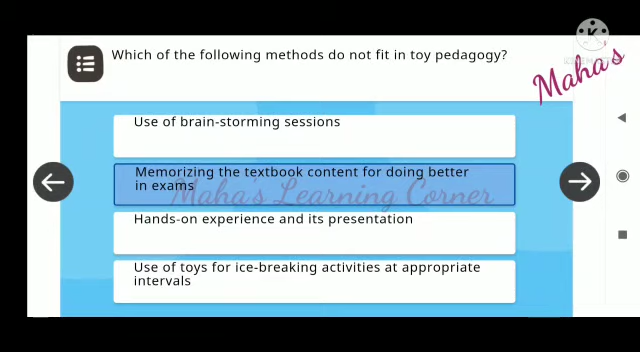 Which of the following methods do not fit in toy pedagogy?
Maha's
Use of brain-storming sessions
Memorizing the textbook content for doing better
in exams
Maha's Learning Corner
Hands-on experience and its presentation
Use of toys for ice-breaking activities at appropriate
intervals